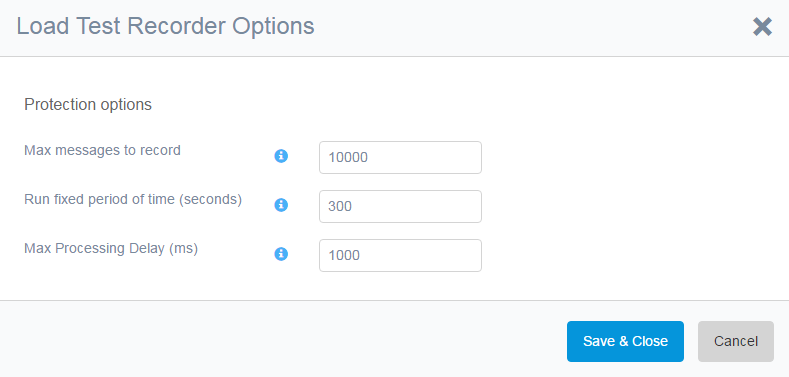 Load Test Recorder Options
Protection options
Max messages to record
10000
Run fixed period of time (seconds)
300
Max Processing Delay (ms)
1000
Save & Close
Cancel